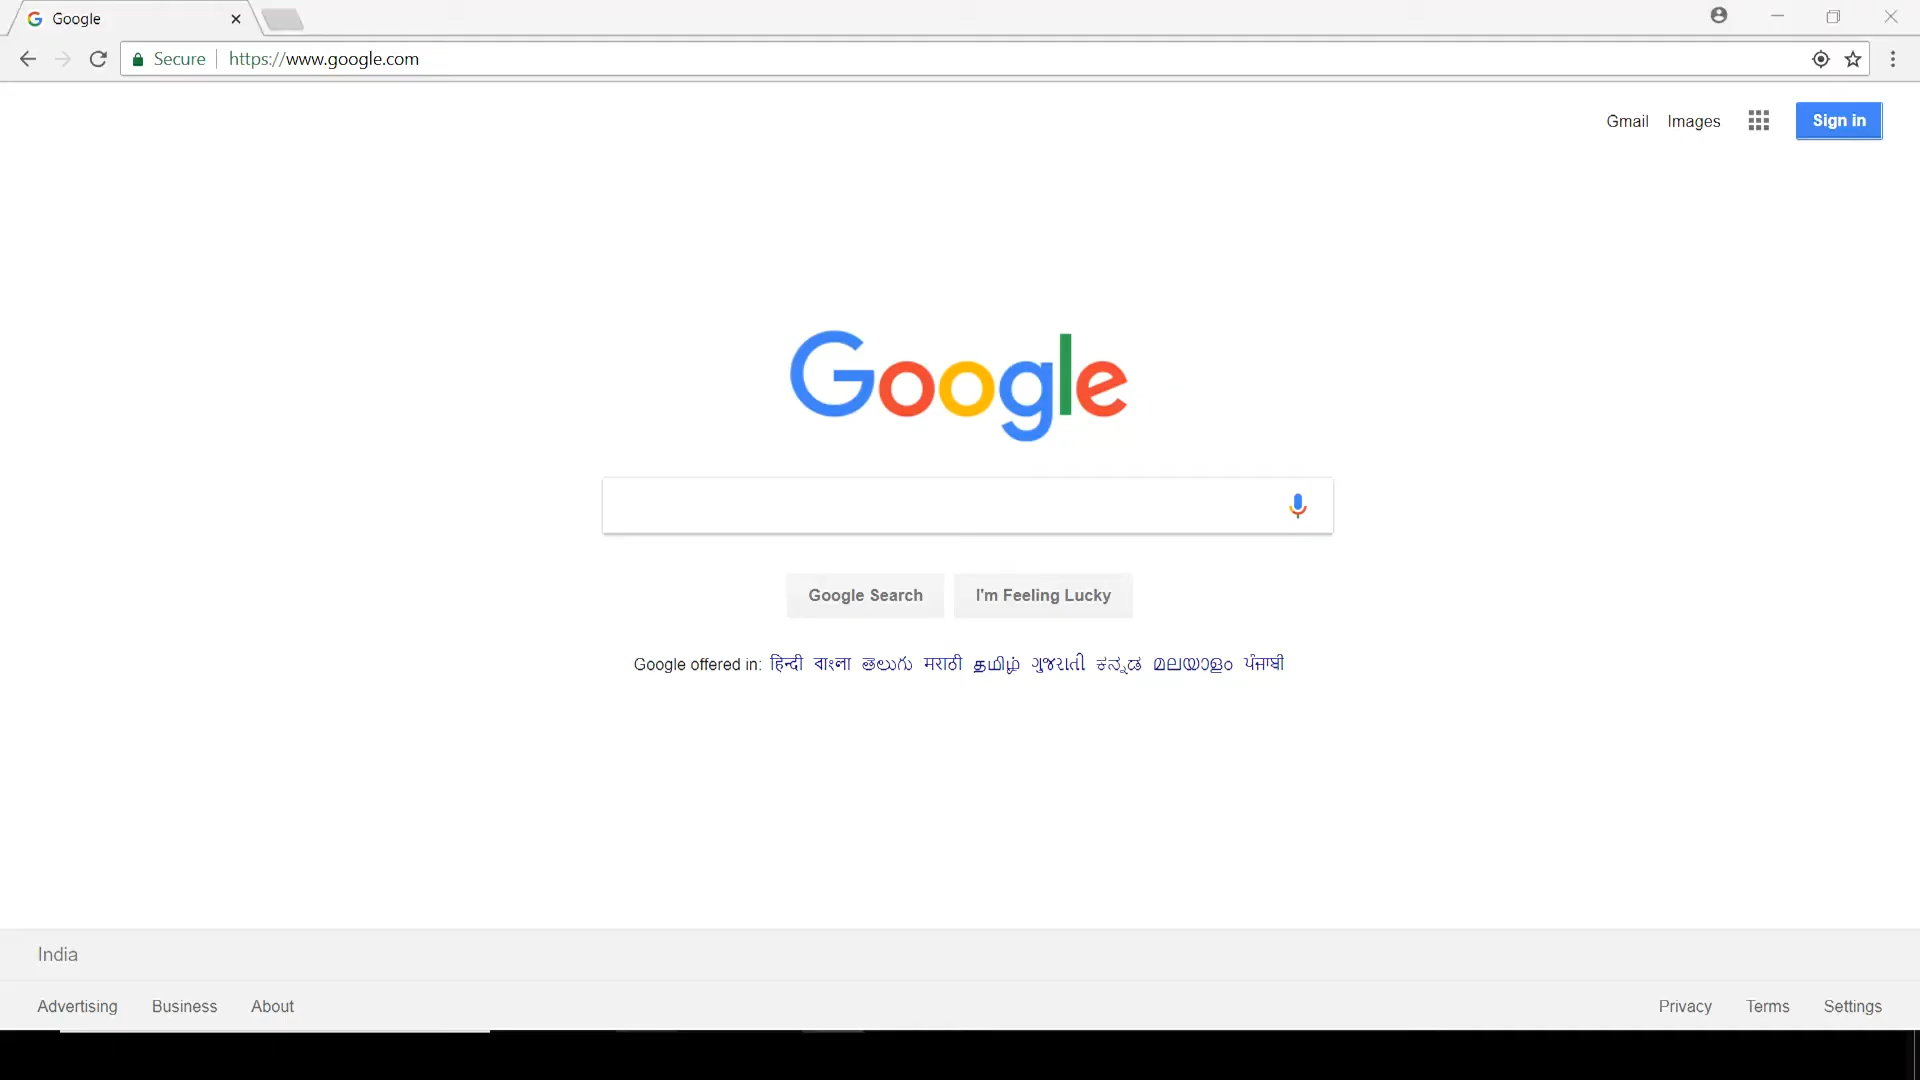 Google
Secure https://www.google.com
Gmail Images Sign in
Google
Google Search I'm Feeling Lucky
Google offered in: हिन्दी বাংলা తెలుగు मराठी தமிழ் ગુજરાતી ಕನ್ನಡ മലയാളം ਪੰਜਾਬੀ
India
Advertising Business About Privacy Terms Settings